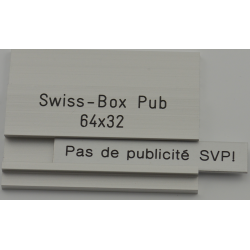 Swiss-Box Pub
64x32
Pas de publicité SVP!